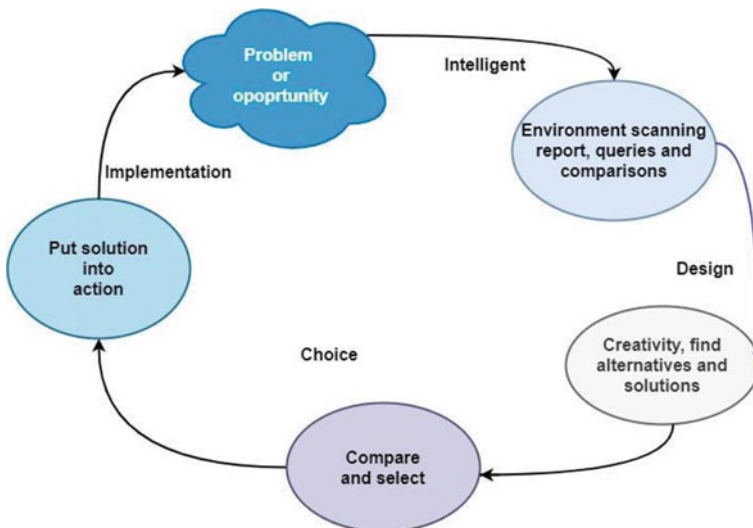 Problem
or
opoprtunity
Intelligent
Environment scanning
report, queries and
comparisons
Design
Creativity, find
alternatives and
solutions
Choice
Compare
and select
Put solution
into
action
Implementation